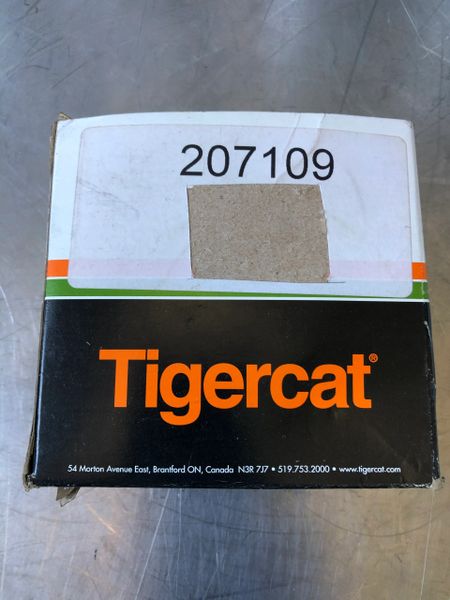 207109
Tigercat®
54 Morton Avenue East, Brantford ON, Canada N3R 7J7 • 519.753.2000 • www.tigercat.com